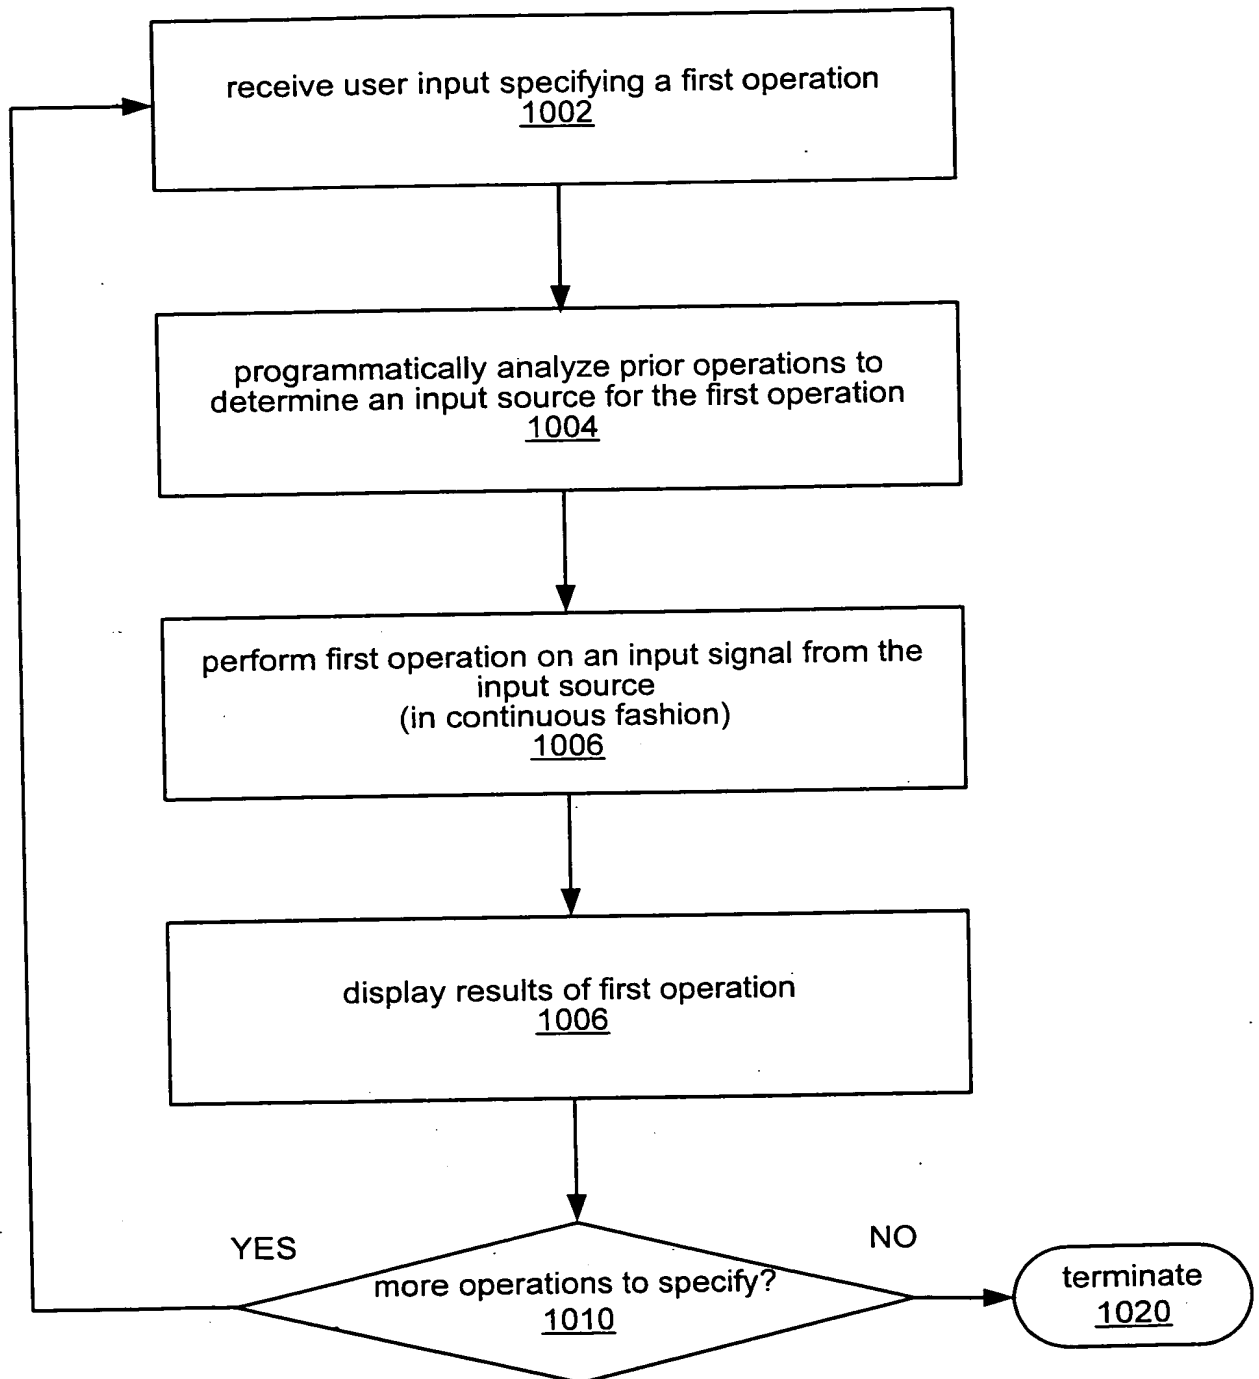 receive user input specifying a first operation
1002
programmatically analyze prior operations to
determine an input source for the first operation
1004
perform first operation on an input signal from the
input source
(in continuous fashion)
1006
display results of first operation
1006
YES
NO
more operations to specify?
1010
terminate
1020